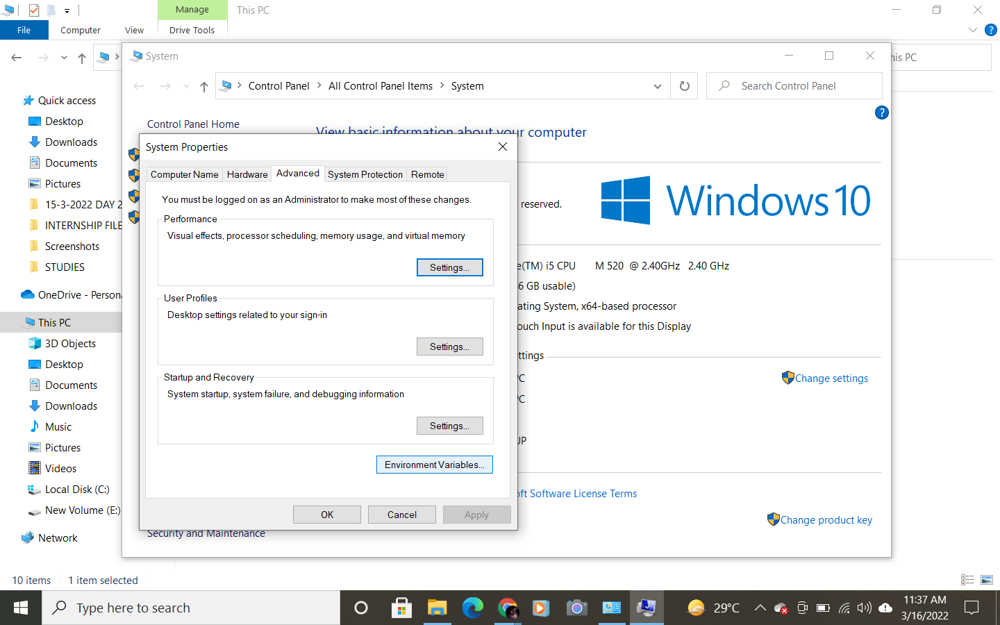 Manage
This PC
File
Computer
View
Drive Tools
?
System
his PC
Control Panel
All Control Panel Items
System
Search Control Panel
?
Quick access
Desktop
Downloads
Documents
Pictures
15-3-2022 DAY 2
INTERNSHIP FILE
Screenshots
STUDIES
OneDrive - Persona
This PC
3D Objects
Desktop
Documents
Downloads
Music
Pictures
Videos
Local Disk (C:)
New Volume (E:)
Network
Control Panel Home
View basic information about your computer
System Properties
Computer Name
Hardware
Advanced
System Protection
Remote
You must be logged on as an Administrator to make most of these changes.
Performance
Visual effects, processor scheduling, memory usage, and virtual memory
Settings...
User Profiles
Desktop settings related to your sign-in
Settings...
Startup and Recovery
System startup, system failure, and debugging information
Settings...
Environment Variables...
OK
Cancel
Apply
s reserved.
Windows 10
e(TM) i5 CPU M 520 @ 2.40GHz 2.40 GHz
6 GB usable)
ating System, x64-based processor
ouch Input is available for this Display
ttings
PC
Change settings
PC
UP
oft Software License Terms
Change product key
Security and Maintenance
10 items
1 item selected
Type here to search
29°C
11:37 AM
3/16/2022